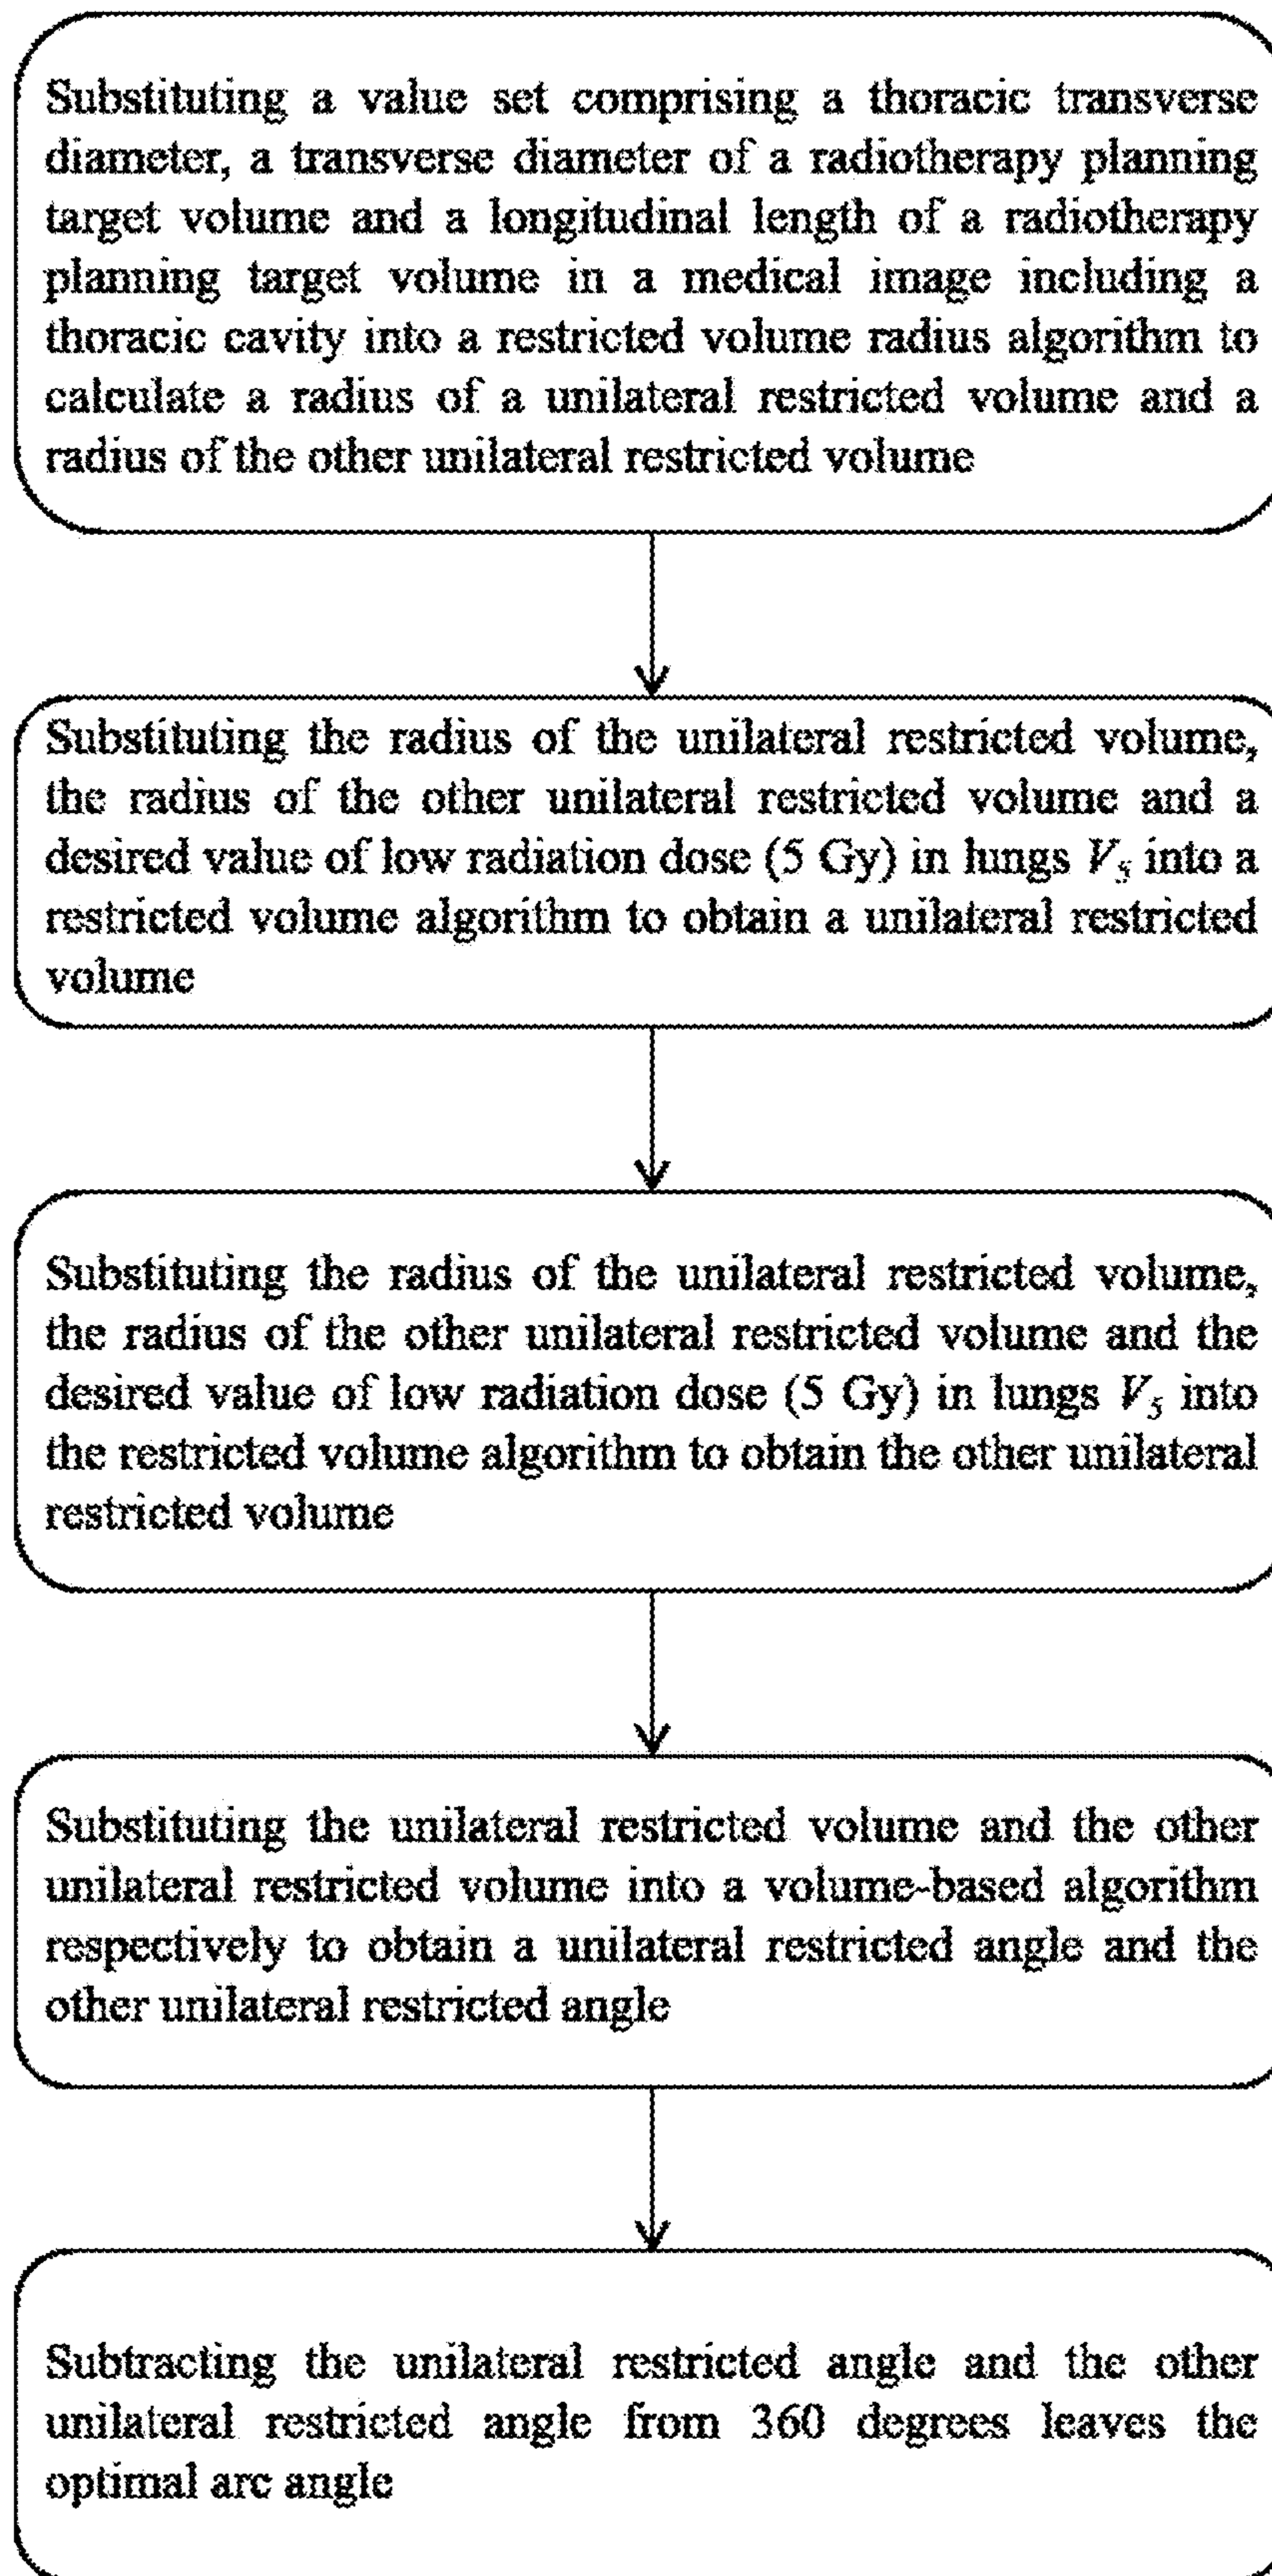 Substituting a value set comprising a thoracic transverse
diameter, a transverse diameter of a radiotherapy planning
target volume and a longitudinal length of a radiotherapy
planning target volume in a medical image including a
thoracic cavity into a restricted volume radius algorithm to
calculate a radius of a unilateral restricted volume and a
radius of the other unilateral restricted volume
Substituting the radius of the unilateral restricted volume,
the radius of the other unilateral restricted volume and a
desired value of low radiation dose (5 Gy) in lungs V₅ into a
restricted volume algorithm to obtain a unilateral restricted
volume
Substituting the radius of the unilateral restricted volume,
the radius of the other unilateral restricted volume and the
desired value of low radiation dose (5 Gy) in lungs V₅ into
the restricted volume algorithm to obtain the other unilateral
restricted volume
Substituting the unilateral restricted volume and the other
unilateral restricted volume into a volume-based algorithm
respectively to obtain a unilateral restricted angle and the
other unilateral restricted angle
Subtracting the unilateral restricted angle and the other
unilateral restricted angle from 360 degrees leaves the
optimal arc angle